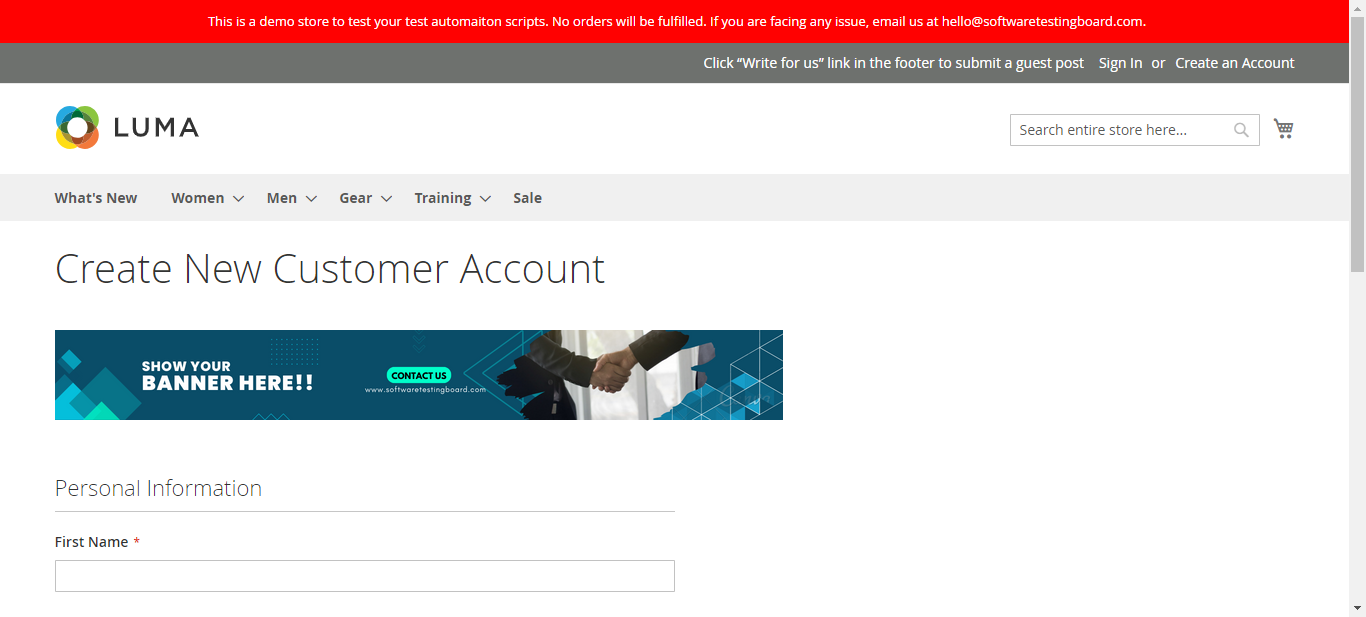 This is a demo store to test your test automaiton scripts. No orders will be fulfilled. If you are facing any issue, email us at hello@softwaretestingboard.com.
Click “Write for us” link in the footer to submit a guest post Sign In or Create an Account
LUMA
Search entire store here...
What's New Women Men Gear Training Sale
Create New Customer Account
SHOW YOUR
BANNER HERE!!
CONTACT US
www.softwaretestingboard.com
Personal Information
First Name *